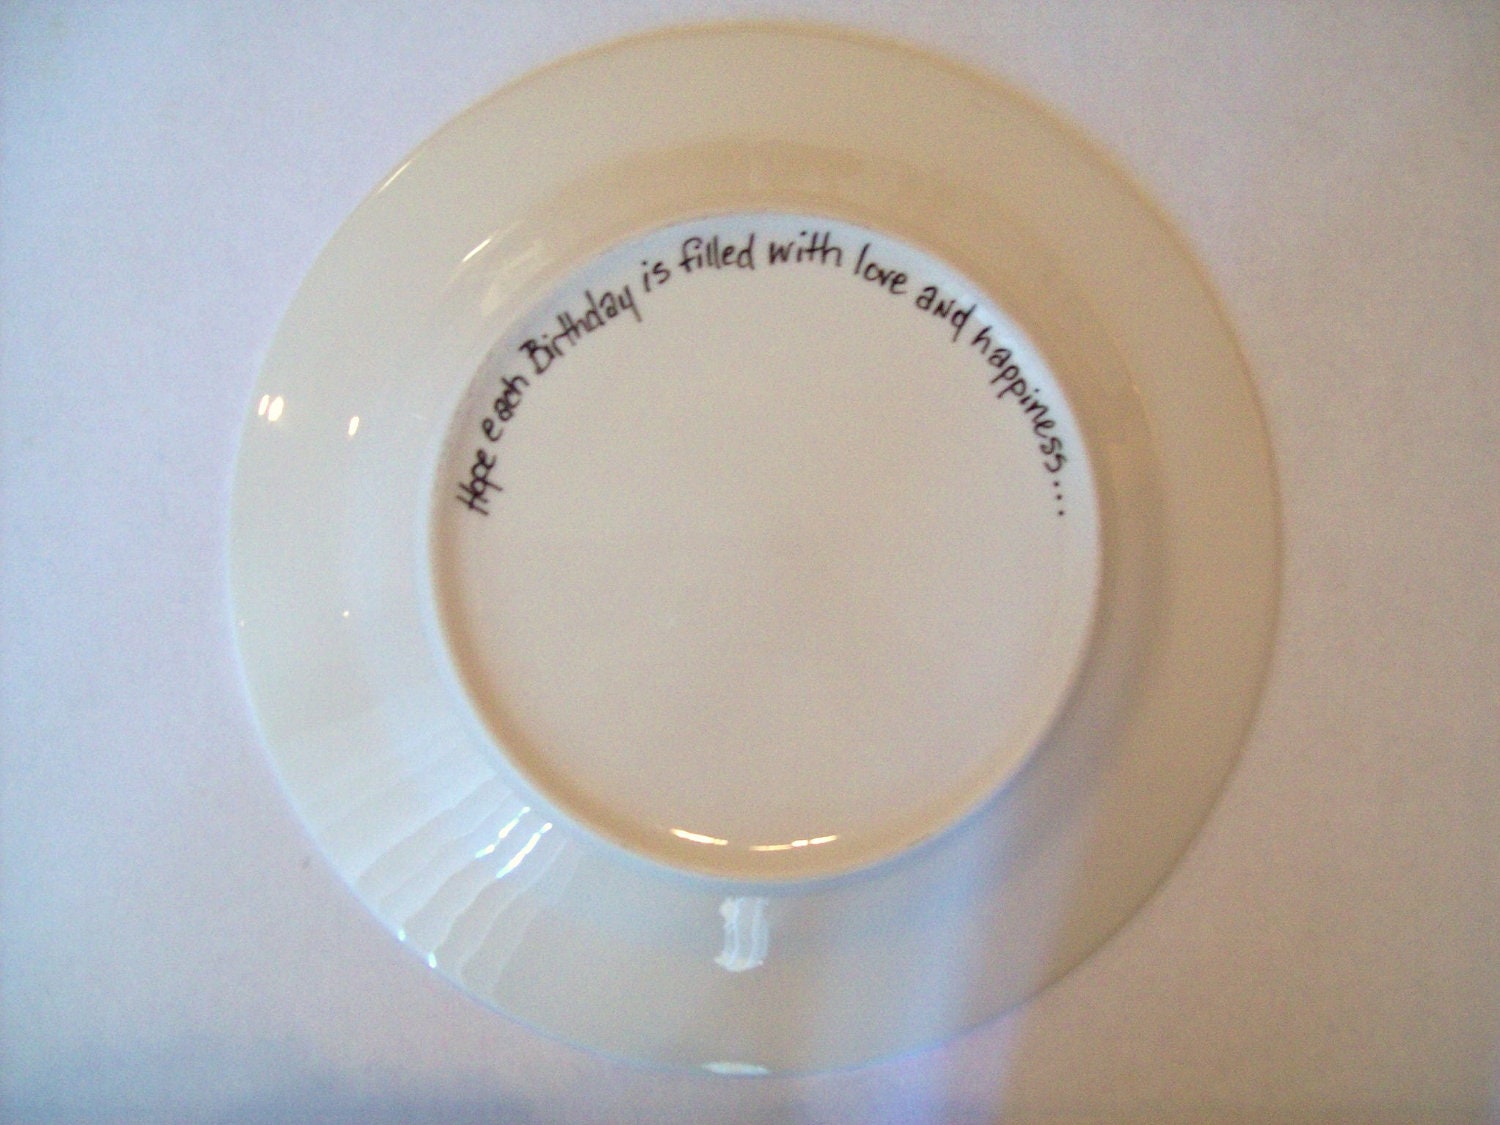 Hope each Birthday is filled with love and happiness....